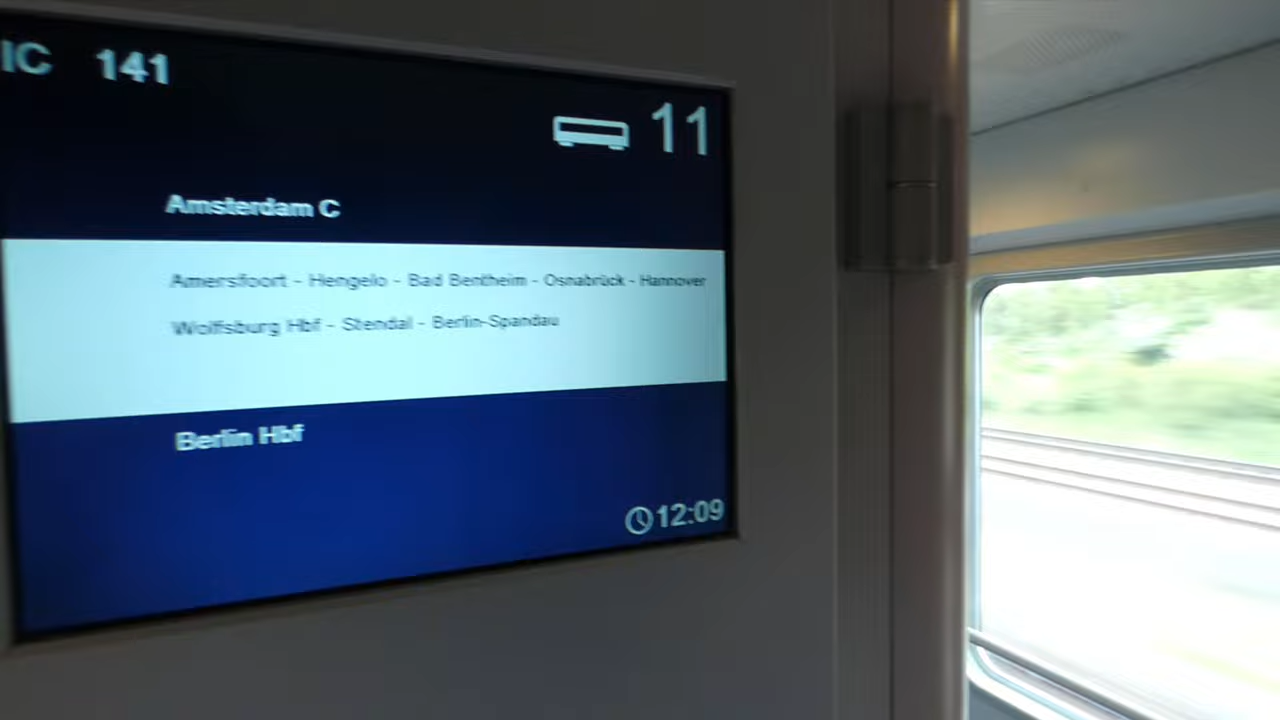 IC 141
11
Amsterdam C
Amersfoort - Hengelo - Bad Bentheim - Osnabrück - Hannover
Wolfsburg Hbf - Stendal - Berlin-Spandau
Berlin Hbf
12:09